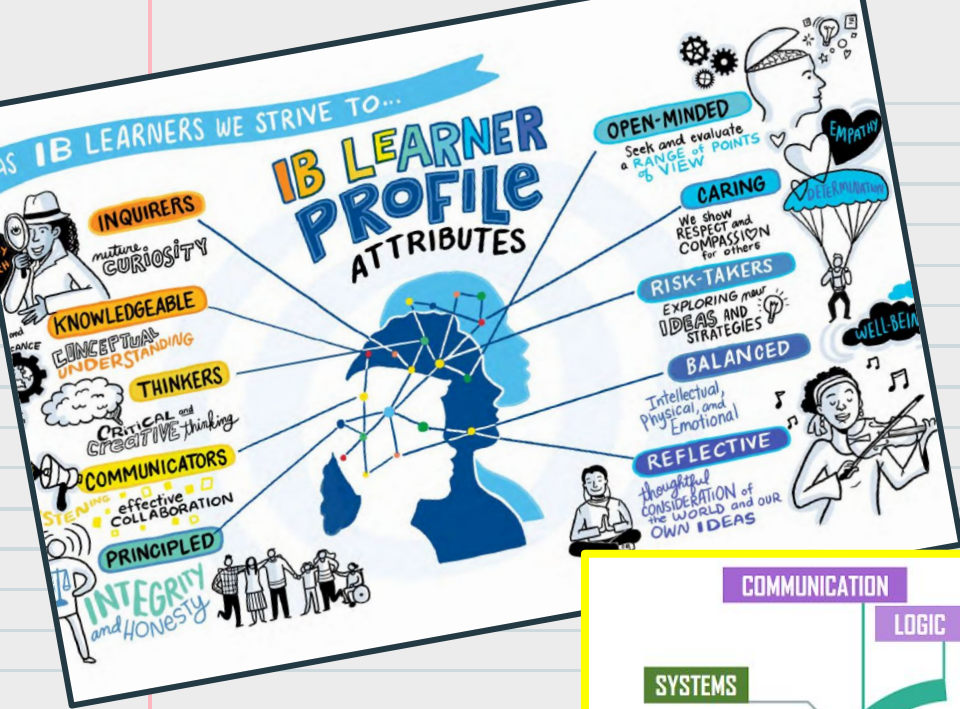 AS IB LEARNERS WE STRIVE TO...
IB LEARNER
PROFILE
ATTRIBUTES
INQUIRERS
nuture
CURIOSITY
KNOWLEDGEABLE
CONCEPTUAL
UNDERSTANDING
THINKERS
CRITICAL and
CREATIVE thinking
COMMUNICATORS
effective
COLLABORATION
PRINCIPLED
INTEGRITY
and HONESTY
OPEN-MINDED
Seek and evaluate
a RANGE of POINTS
of VIEW
EMPATHY
CARING
We show
RESPECT and
COMPASSION
for others
DETERMINATION
RISK-TAKERS
EXPLORING new
IDEAS AND
STRATEGIES
WELL-BEIN
BALANCED
Intellectual,
Physical, and
Emotional
REFLECTIVE
thoughtful
CONSIDERATION of
the WORLD and OUR
OWN IDEAS
COMMUNICATION
LOGIC
SYSTEMS